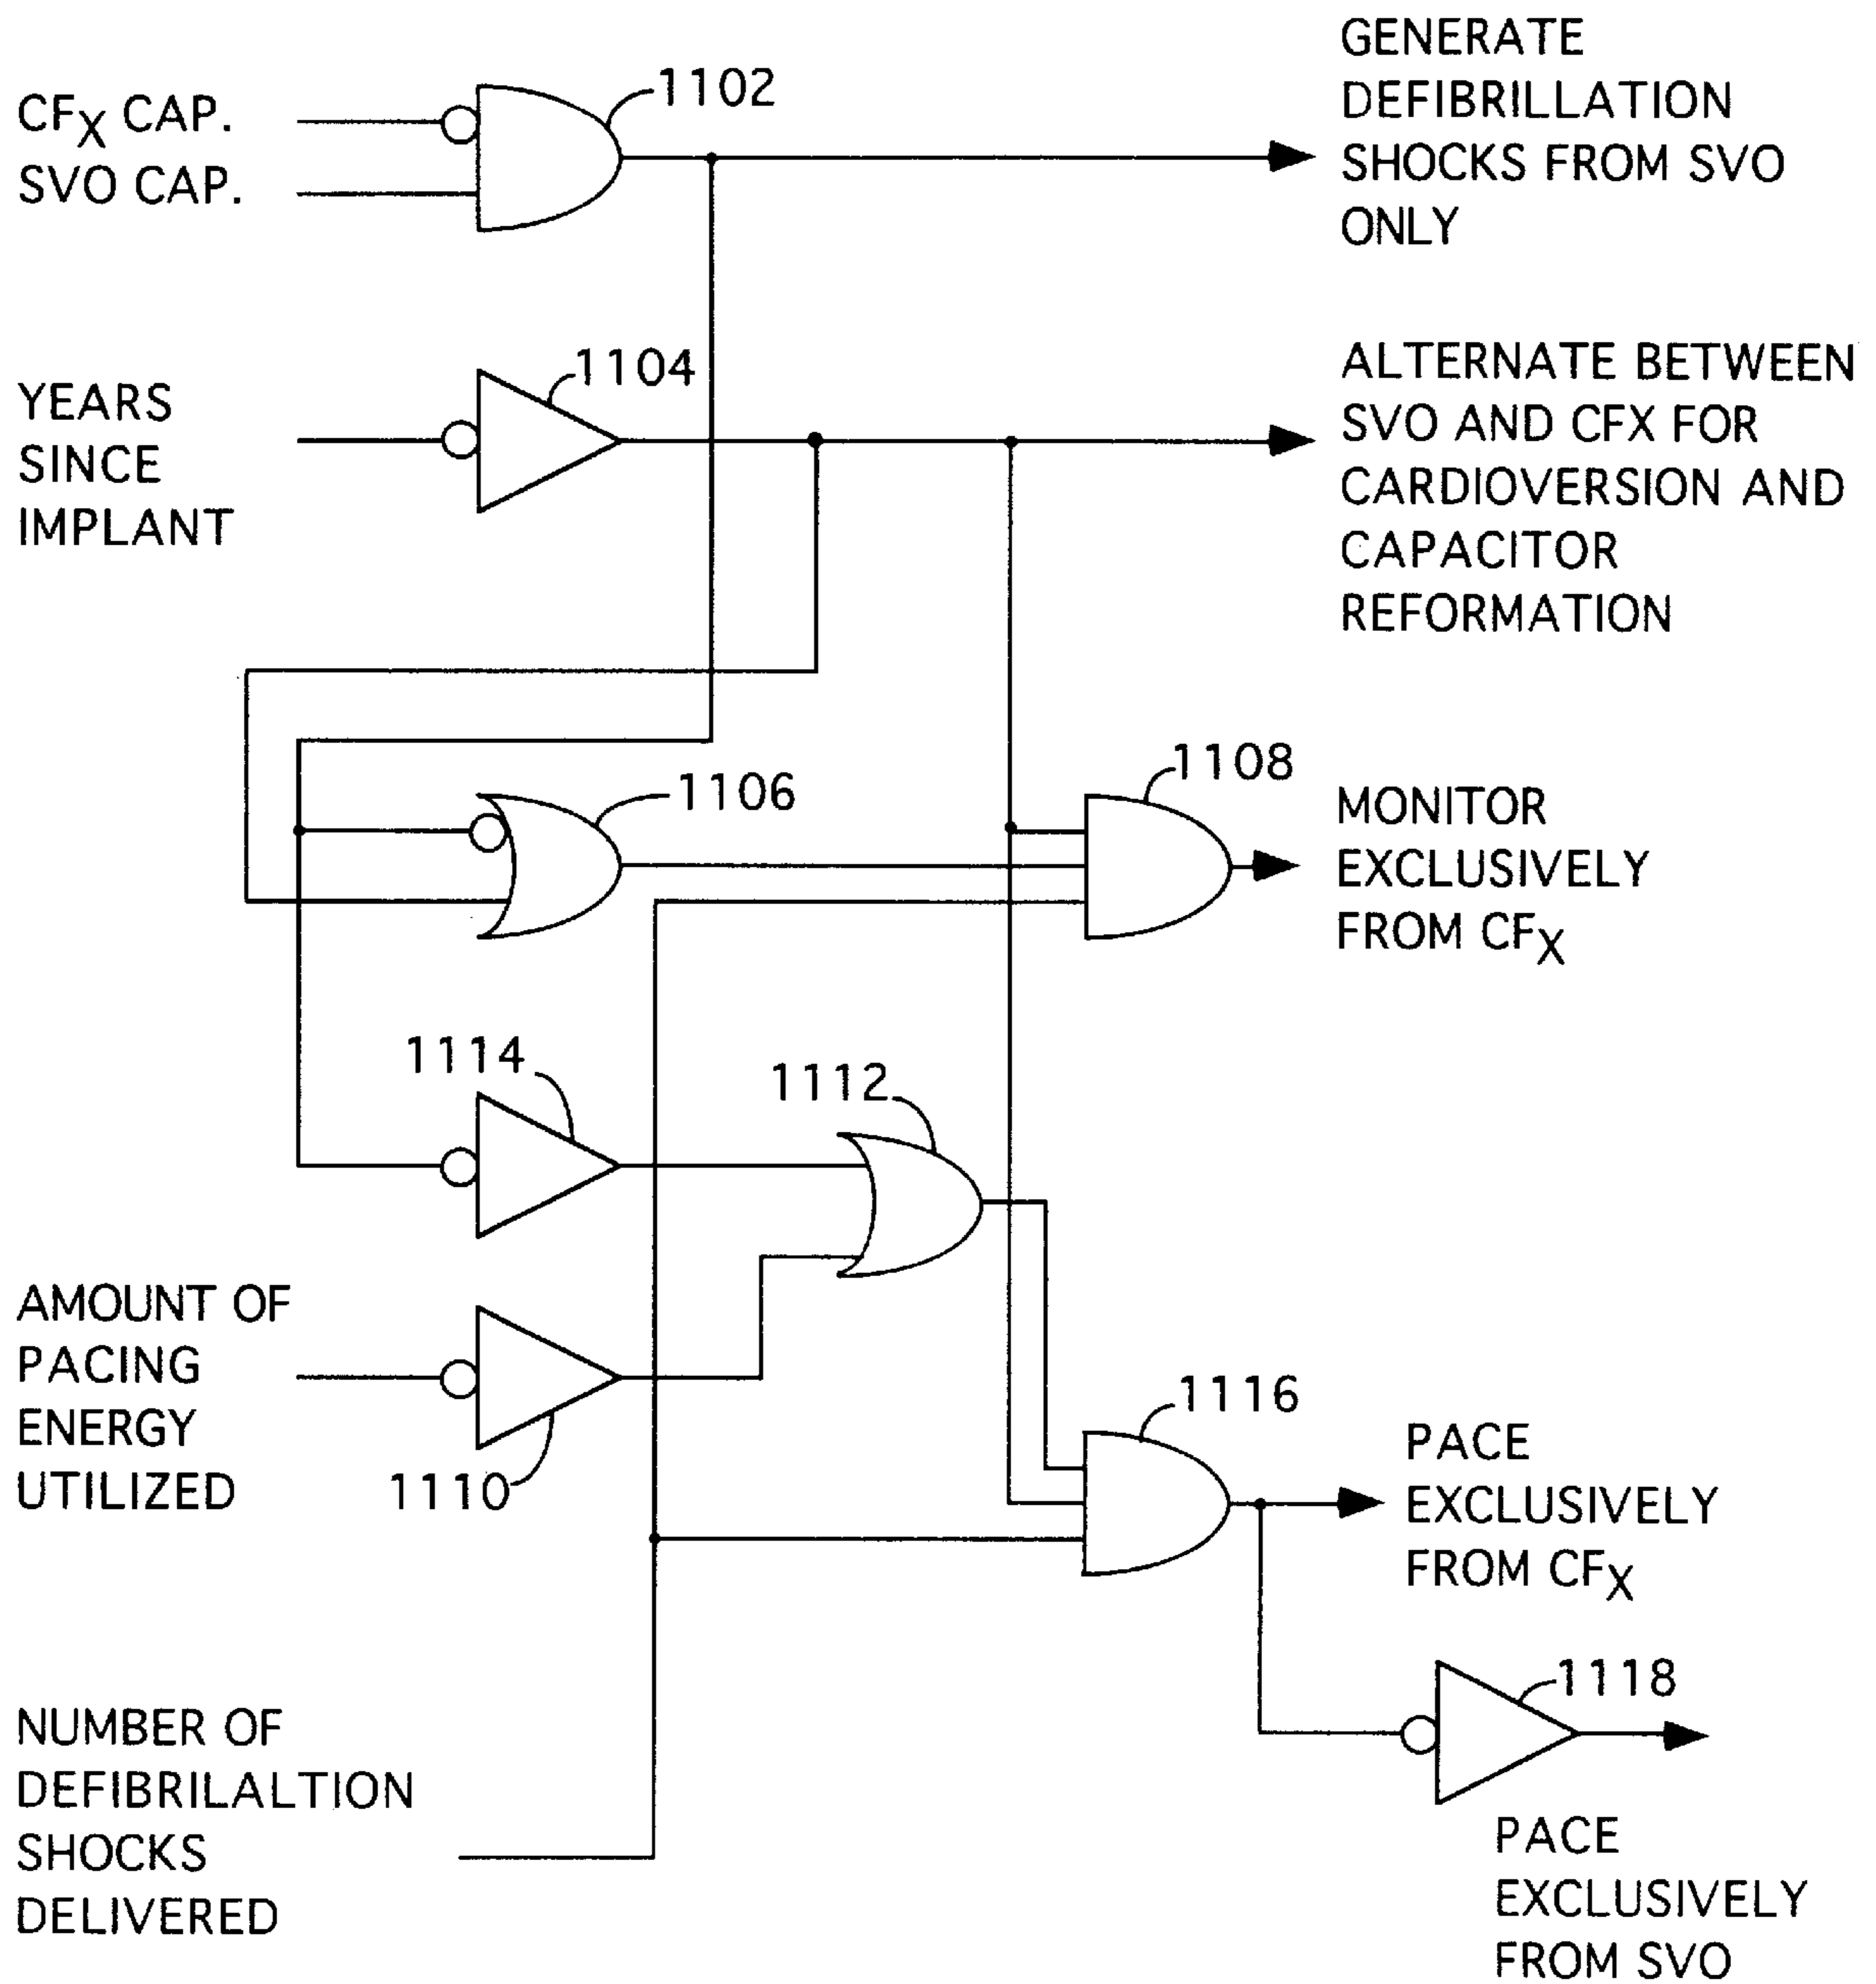 CFX CAP.
SVO CAP.
1102
GENERATE
DEFIBRILLATION
SHOCKS FROM SVO
ONLY
YEARS
SINCE
IMPLANT
1104
ALTERNATE BETWEEN
SVO AND CFX FOR
CARDIOVERSION AND
CAPACITOR
REFORMATION
1106
1108
MONITOR
EXCLUSIVELY
FROM CFX
1114
1112
AMOUNT OF
PACING
ENERGY
UTILIZED
1110
1116
PACE
EXCLUSIVELY
FROM CFX
NUMBER OF
DEFIBRILALTION
SHOCKS
DELIVERED
1118
PACE
EXCLUSIVELY
FROM SVO